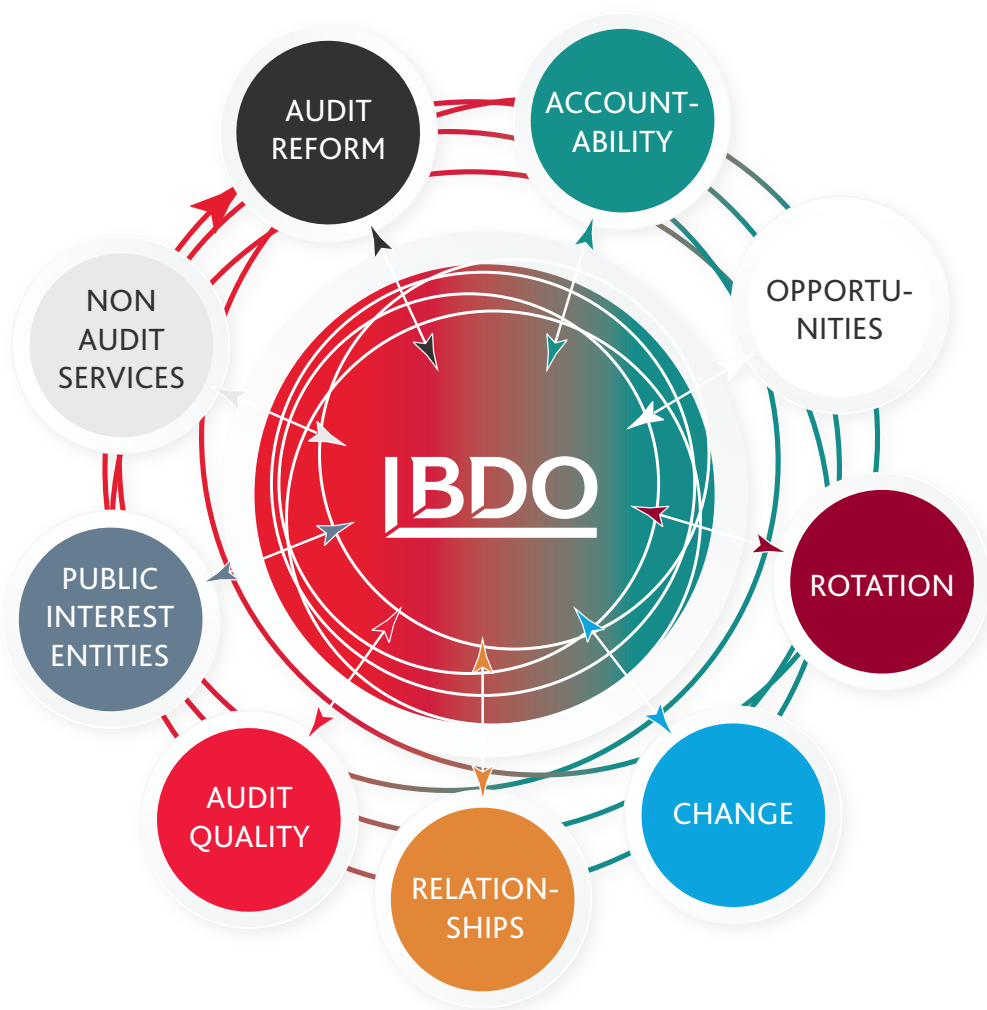 AUDIT
REFORM
ACCOUNT-
ABILITY
OPPORTU-
NITIES
ROTATION
CHANGE
RELATION-
SHIPS
AUDIT
QUALITY
PUBLIC
INTEREST
ENTITIES
NON
AUDIT
SERVICES
BDO